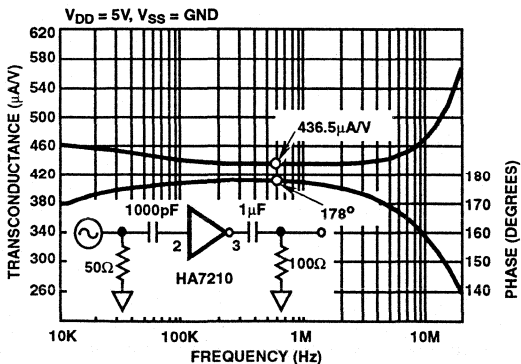 V_DD = 5V, V_SS = GND
TRANSCONDUCTANCE (µA/V)
620
580
540
500
460
420
380
340
300
260
436.5µA/V
178°
1000pF
1µF
2
3
50Ω
HA7210
100Ω
180
170
160
150
140
PHASE (DEGREES)
10K 100K 1M 10M
FREQUENCY (Hz)